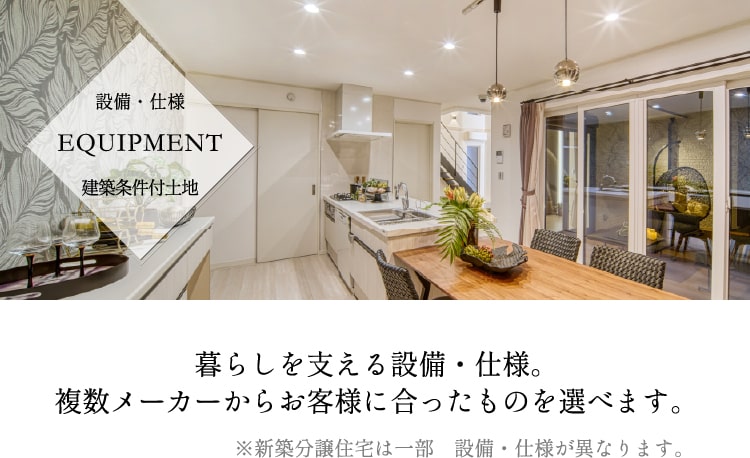 設備・仕様
EQUIPMENT
建築条件付土地
暮らしを支える設備・仕様。
複数メーカーからお客様に合ったものを選べます。
※新築分譲住宅は一部　設備・仕様が異なります。